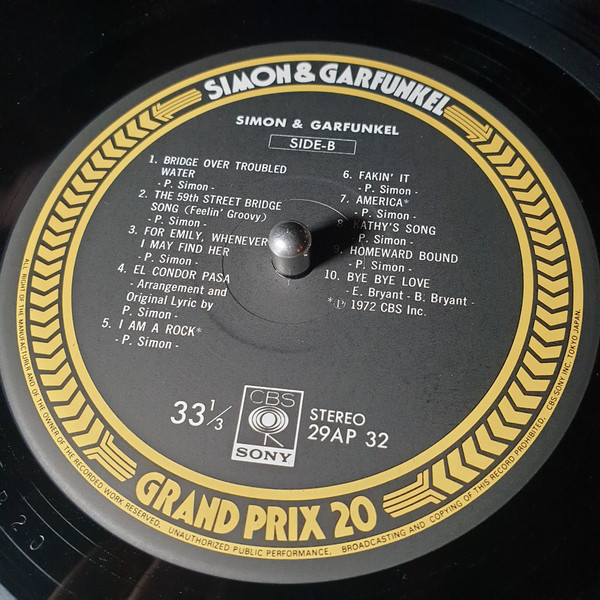 SIMON & GARFUNKEL
SIMON & GARFUNKEL
SIDE-B
1. BRIDGE OVER TROUBLED
WATER
- P. Simon -
2. THE 59th STREET BRIDGE
SONG (Feelin' Groovy)
- P. Simon -
3. FOR EMILY, WHENEVER
I MAY FIND HER
- P. Simon -
4. EL CONDOR PASA
- Arrangement and
Original Lyric by
P. Simon -
5. I AM A ROCK*
- P. Simon -
6. FAKIN' IT
- P. Simon -
7. AMERICA*
- P. Simon -
8. KATHY'S SONG
- P. Simon -
9. HOMEWARD BOUND
- P. Simon -
10. BYE BYE LOVE
- E. Bryant - B. Bryant -
*℗ 1972 CBS Inc.
33 1/3
CBS
SONY
STEREO
29AP 32
GRAND PRIX 20
ALL RIGHT OF THE MANUFACTURER AND OF THE OWNER OF THE RECORDED WORK RESERVED. UNAUTHORIZED PUBLIC PERFORMANCE, BROADCASTING AND COPYING OF THIS RECORD PROHIBITED. CBS SONY INC. TOKYO JAPAN.